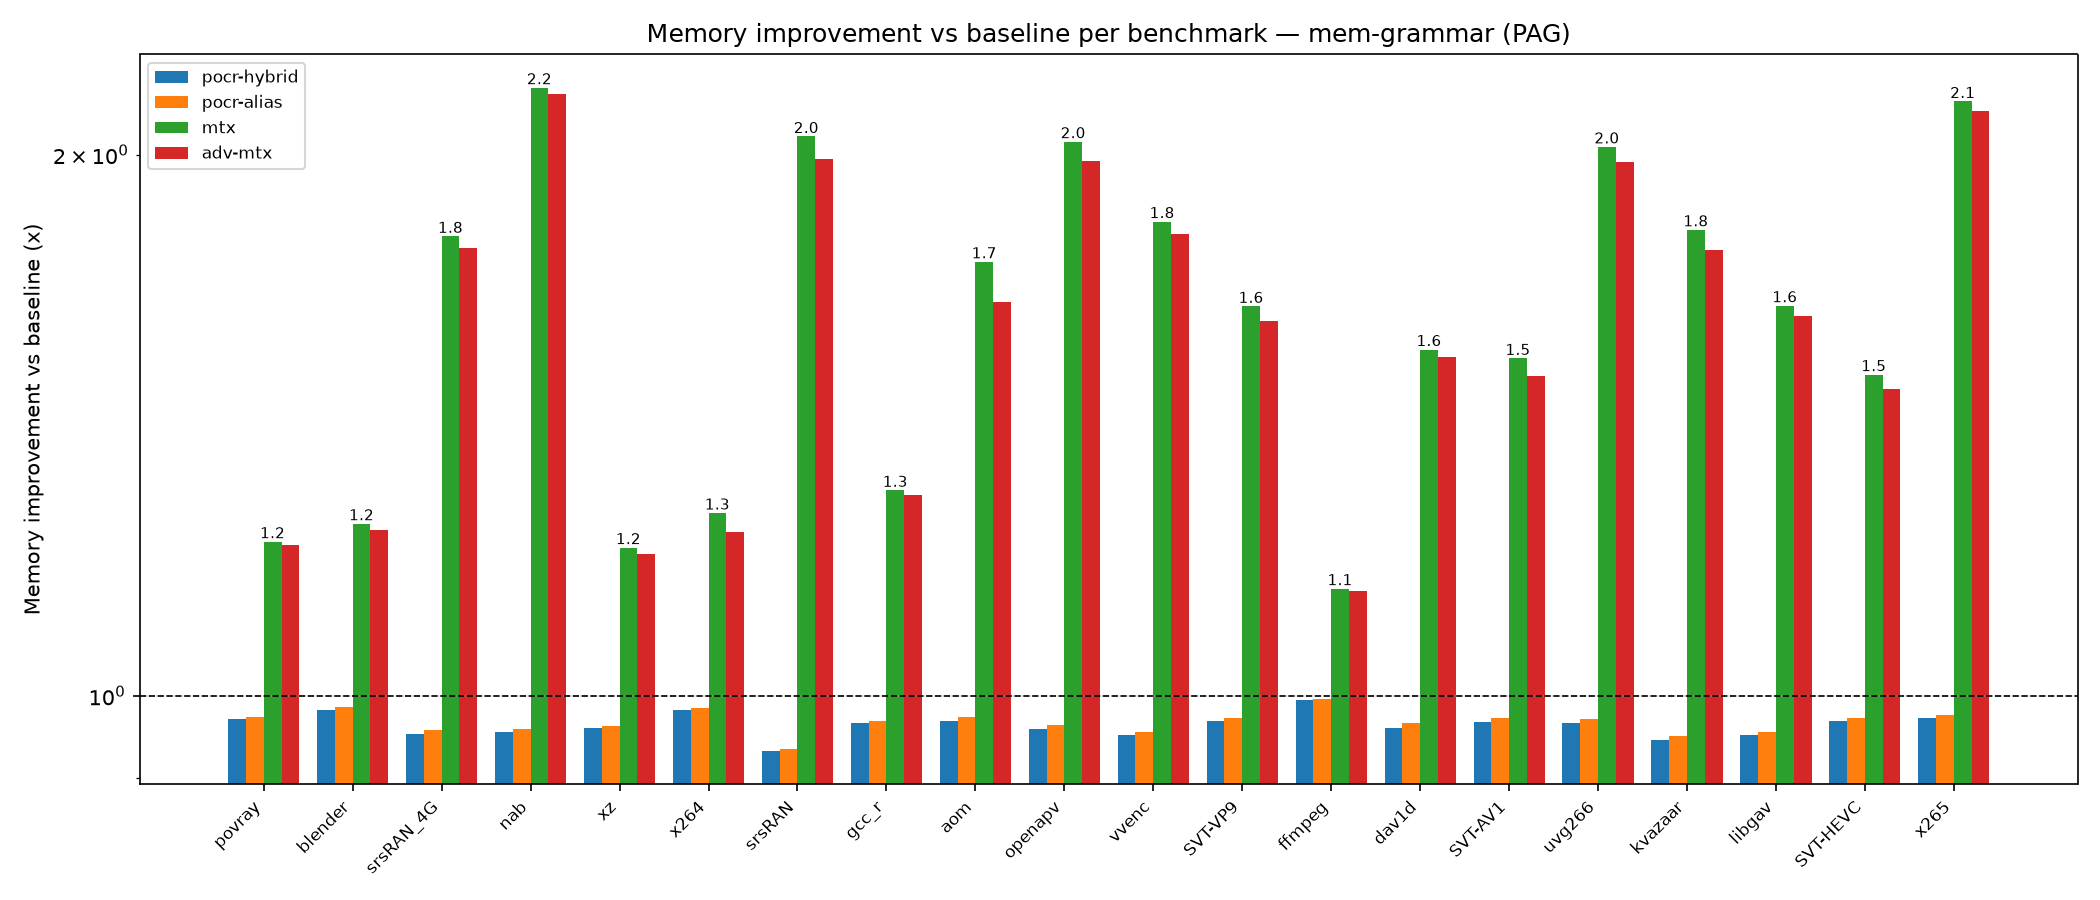 Memory improvement vs baseline per benchmark — mem-grammar (PAG)
pocr-hybrid
pocr-alias
mtx
adv-mtx
Memory improvement vs baseline (x)
2 × 10⁰
10⁰
1.2
1.2
1.8
2.2
1.2
1.3
2.0
1.3
1.7
2.0
1.8
1.6
1.1
1.6
1.5
2.0
1.8
1.6
1.5
2.1
povray
blender
srsRAN_4G
nab
xz
x264
srsRAN
gcc_r
aom
openapv
vvenc
SVT-VP9
ffmpeg
dav1d
SVT-AV1
uvg266
kvazaar
libgav
SVT-HEVC
x265